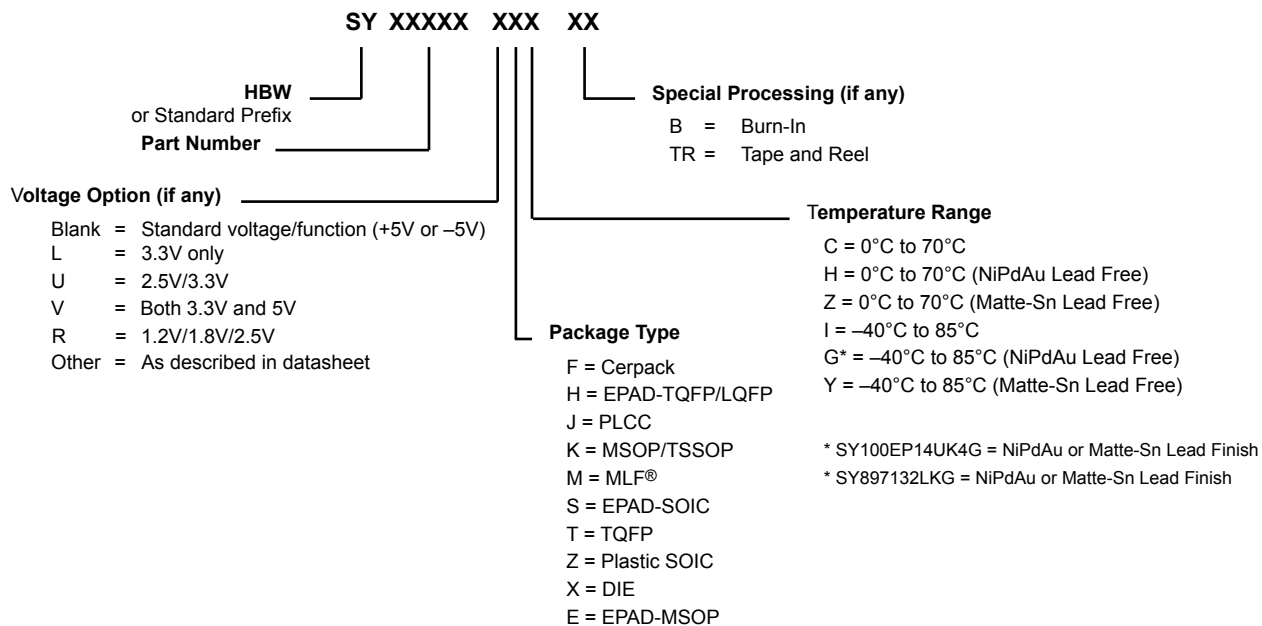 SY XXXXX XXX XX
HBW
or Standard Prefix
Part Number
Voltage Option (if any)
Blank = Standard voltage/function (+5V or –5V)
L = 3.3V only
U = 2.5V/3.3V
V = Both 3.3V and 5V
R = 1.2V/1.8V/2.5V
Other = As described in datasheet
Package Type
F = Cerpack
H = EPAD-TQFP/LQFP
J = PLCC
K = MSOP/TSSOP
M = MLF®
S = EPAD-SOIC
T = TQFP
Z = Plastic SOIC
X = DIE
E = EPAD-MSOP
Special Processing (if any)
B = Burn-In
TR = Tape and Reel
Temperature Range
C = 0°C to 70°C
H = 0°C to 70°C (NiPdAu Lead Free)
Z = 0°C to 70°C (Matte-Sn Lead Free)
I = –40°C to 85°C
G* = –40°C to 85°C (NiPdAu Lead Free)
Y = –40°C to 85°C (Matte-Sn Lead Free)
* SY100EP14UK4G = NiPdAu or Matte-Sn Lead Finish
* SY897132LKG = NiPdAu or Matte-Sn Lead Finish